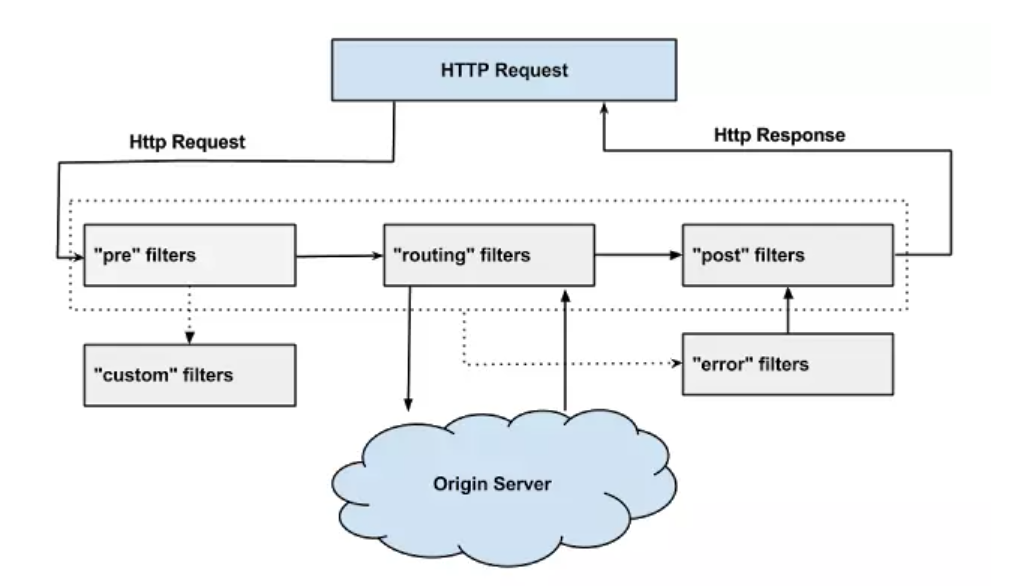 HTTP Request
Http Request
Http Response
"pre" filters
"routing" filters
"post" filters
"custom" filters
"error" filters
Origin Server